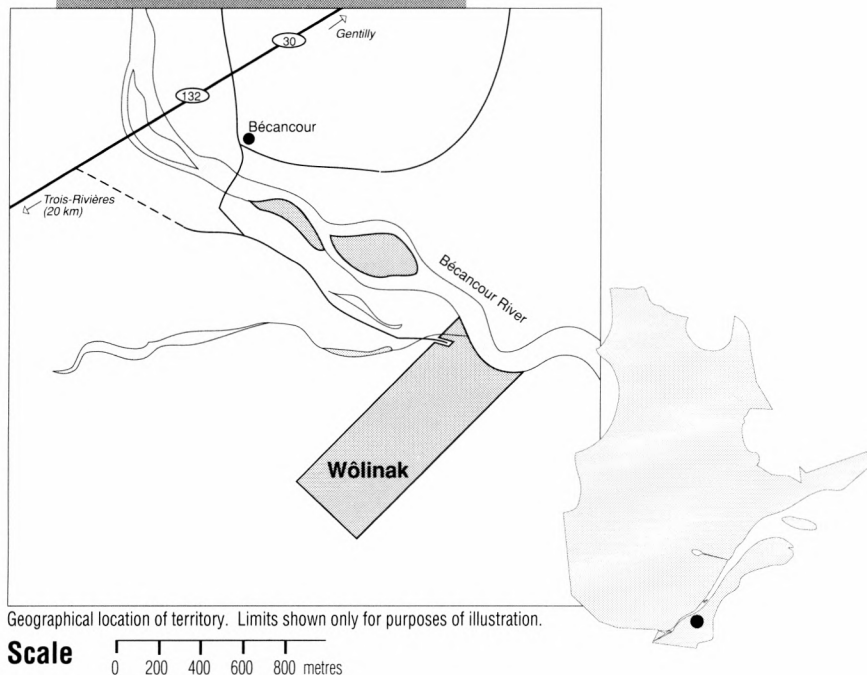 Gentilly
30
132
Bécancour
Trois-Rivières
(20 km)
Bécancour River
Wôlinak
Geographical location of territory. Limits shown only for purposes of illustration.
Scale
0 200 400 600 800 metres